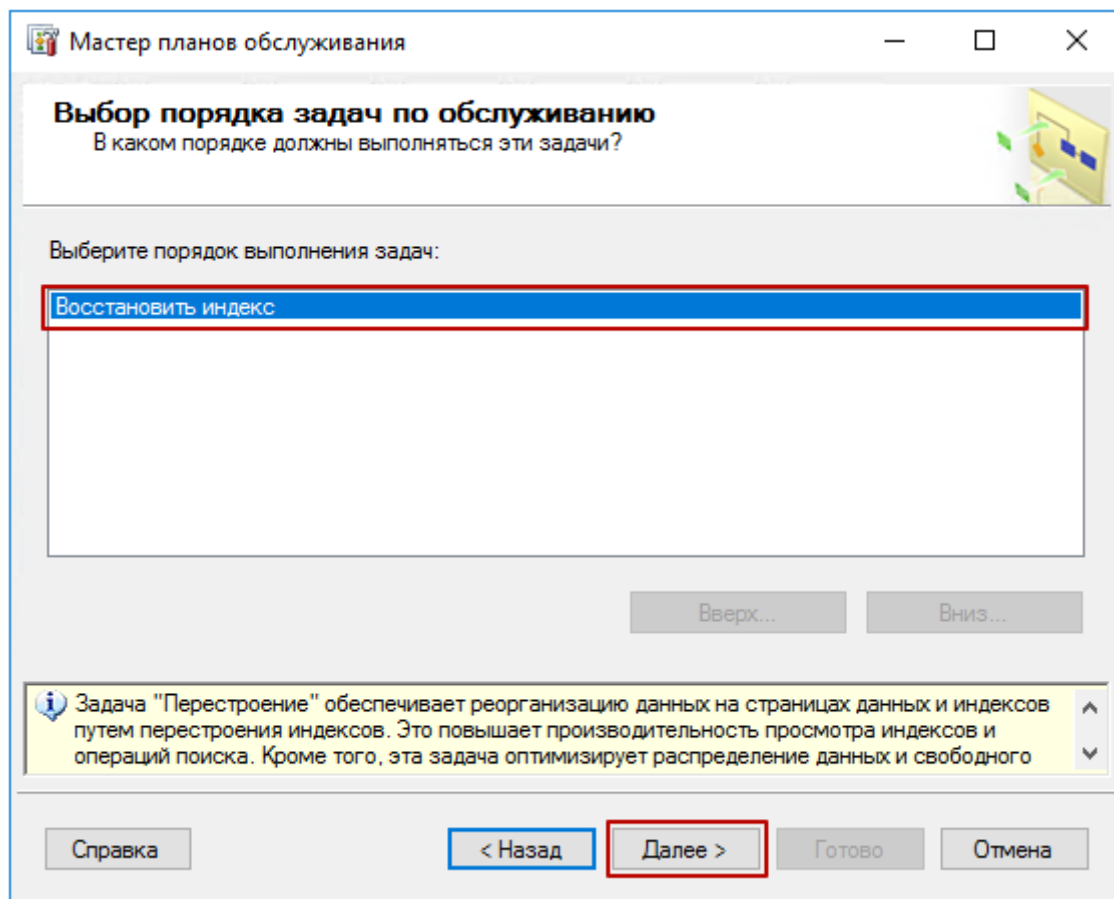 Мастер планов обслуживания
Выбор порядка задач по обслуживанию
В каком порядке должны выполняться эти задачи?
Выберите порядок выполнения задач:
Восстановить индекс
Вверх...
Вниз...
Задача "Перестроение" обеспечивает реорганизацию данных на страницах данных и индексов
путем перестроения индексов. Это повышает производительность просмотра индексов и
операций поиска. Кроме того, эта задача оптимизирует распределение данных и свободного
Справка
< Назад
Далее >
Готово
Отмена